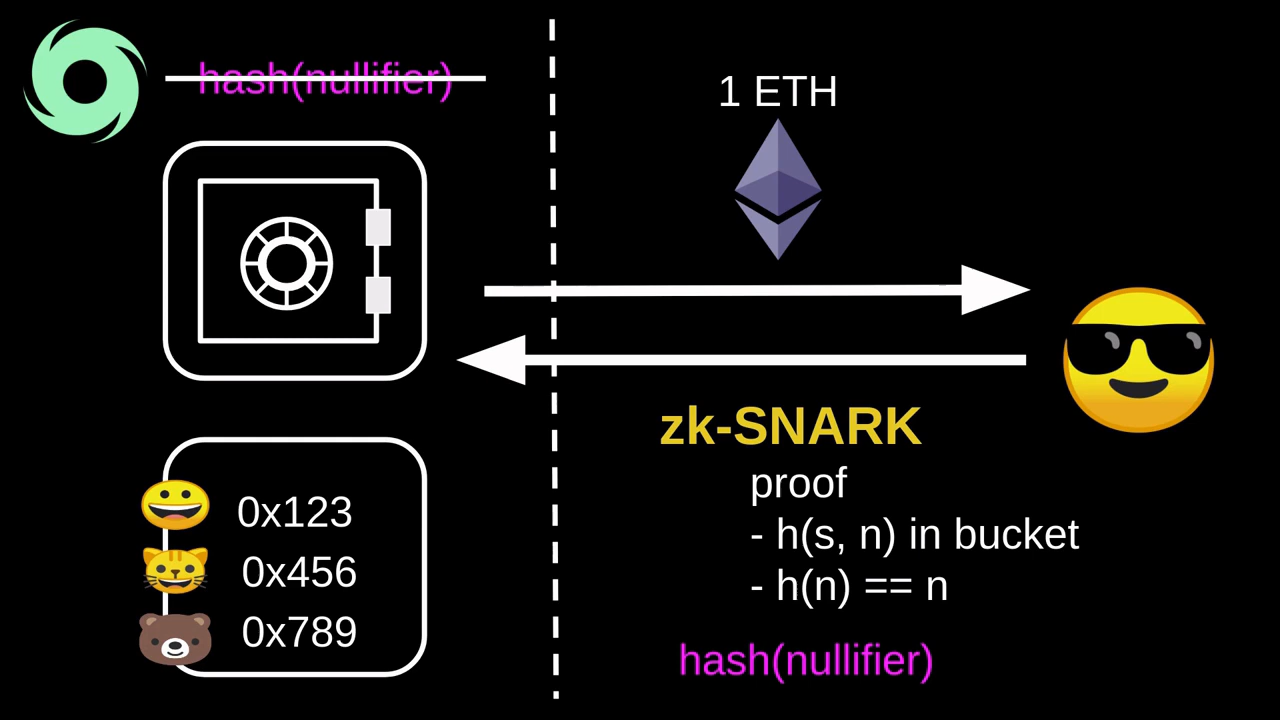 hash(nullifier)
1 ETH
zk-SNARK
proof
- h(s, n) in bucket
- h(n) == n
hash(nullifier)
0x123
0x456
0x789